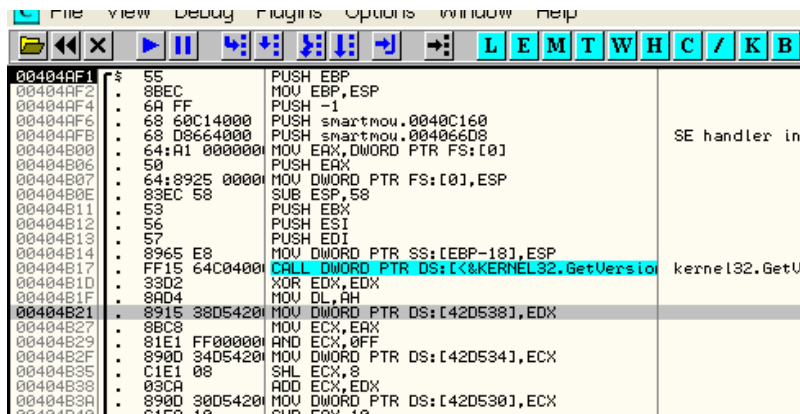 C File View Debug Plugins Options Window Help
L E M T W H C / K B
00404AF1 $ 55 PUSH EBP
00404AF2 . 8BEC MOV EBP,ESP
00404AF4 . 6A FF PUSH -1
00404AF6 . 68 60C14000 PUSH smartmou.0040C160
00404AFB . 68 D8664000 PUSH smartmou.004066D8 SE handler in
00404B00 . 64:A1 0000000 MOV EAX,DWORD PTR FS:[0]
00404B06 . 50 PUSH EAX
00404B07 . 64:8925 0000 MOV DWORD PTR FS:[0],ESP
00404B0E . 83EC 58 SUB ESP,58
00404B11 . 53 PUSH EBX
00404B12 . 56 PUSH ESI
00404B13 . 57 PUSH EDI
00404B14 . 8965 E8 MOV DWORD PTR SS:[EBP-18],ESP
00404B17 . FF15 64C0400 CALL DWORD PTR DS:[<&KERNEL32.GetVersio kernel32.GetV
00404B1D . 33D2 XOR EDX,EDX
00404B1F . 8AD4 MOV DL,AH
00404B21 . 8915 38D5420 MOV DWORD PTR DS:[42D538],EDX
00404B27 . 8BC8 MOV ECX,EAX
00404B29 . 81E1 FF00000 AND ECX,0FF
00404B2F . 890D 34D5420 MOV DWORD PTR DS:[42D534],ECX
00404B35 . C1E1 08 SHL ECX,8
00404B38 . 03CA ADD ECX,EDX
00404B3A . 890D 30D5420 MOV DWORD PTR DS:[42D530],ECX